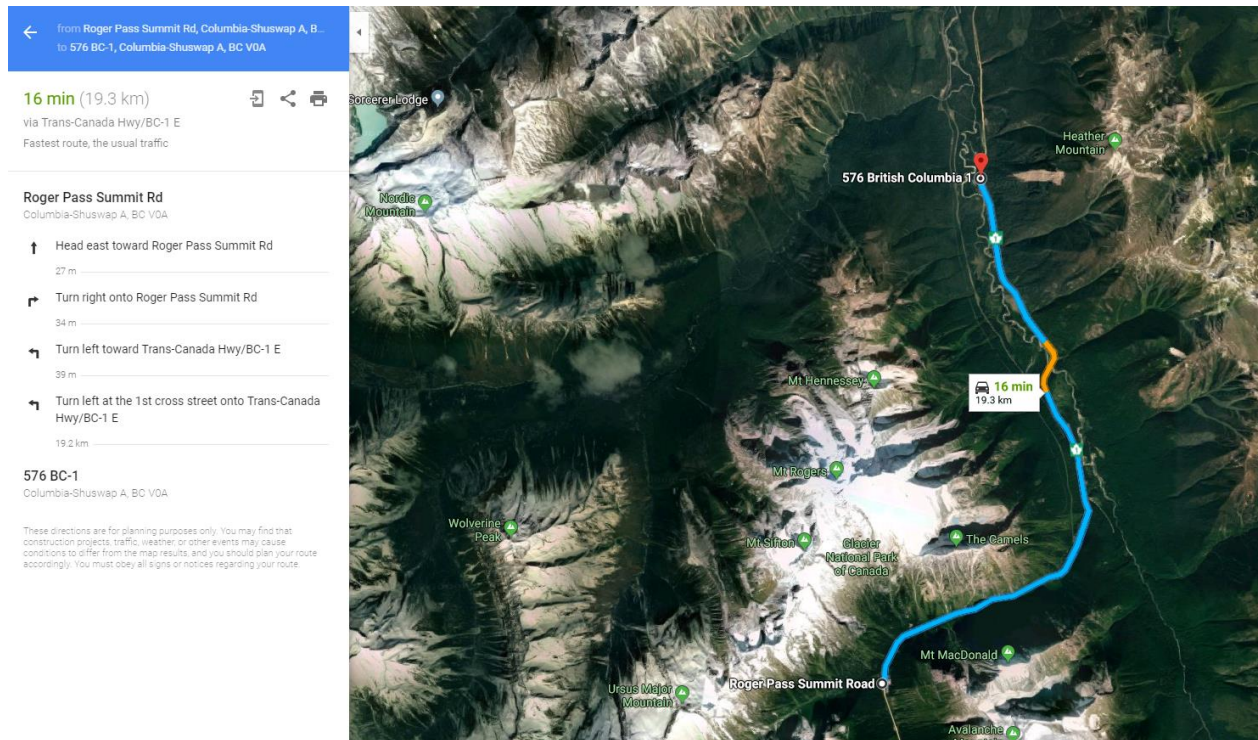 from Roger Pass Summit Rd, Columbia-Shuswap A, B...
to 576 BC-1, Columbia-Shuswap A, BC V0A
16 min (19.3 km)
via Trans-Canada Hwy/BC-1 E
Fastest route, the usual traffic
Roger Pass Summit Rd
Columbia-Shuswap A, BC V0A
Head east toward Roger Pass Summit Rd
27 m
Turn right onto Roger Pass Summit Rd
34 m
Turn left toward Trans-Canada Hwy/BC-1 E
39 m
Turn left at the 1st cross street onto Trans-Canada
Hwy/BC-1 E
19.2 km
576 BC-1
Columbia-Shuswap A, BC V0A
These directions are for planning purposes only. You may find that
construction projects, traffic, weather, or other events may cause
conditions to differ from the map results, and you should plan your route
accordingly. You must obey all signs or notices regarding your route.
Sorcerer Lodge
Heather
Mountain
576 British Columbia 1
Nordic
Mountain
1
Mt Hennessey
16 min
19.3 km
1
Mt Rogers
Wolverine
Peak
Mt Sifton
Glacier
National Park
of Canada
The Camels
Mt MacDonald
Roger Pass Summit Road
Ursus Major
Mountain
Avalanche